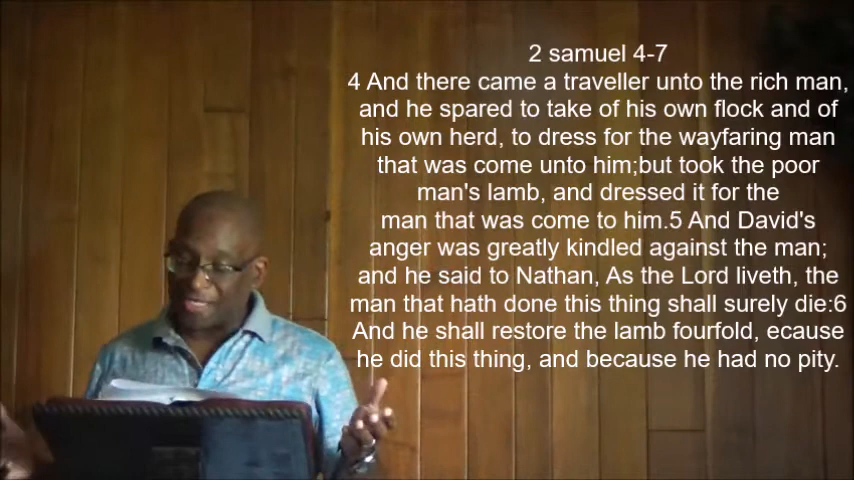 2 samuel 4-7
4 And there came a traveller unto the rich man,
and he spared to take of his own flock and of
his own herd, to dress for the wayfaring man
that was come unto him;but took the poor
man's lamb, and dressed it for the
man that was come to him.5 And David's
anger was greatly kindled against the man;
and he said to Nathan, As the Lord liveth, the
man that hath done this thing shall surely die:6
And he shall restore the lamb fourfold, ecause
he did this thing, and because he had no pity.